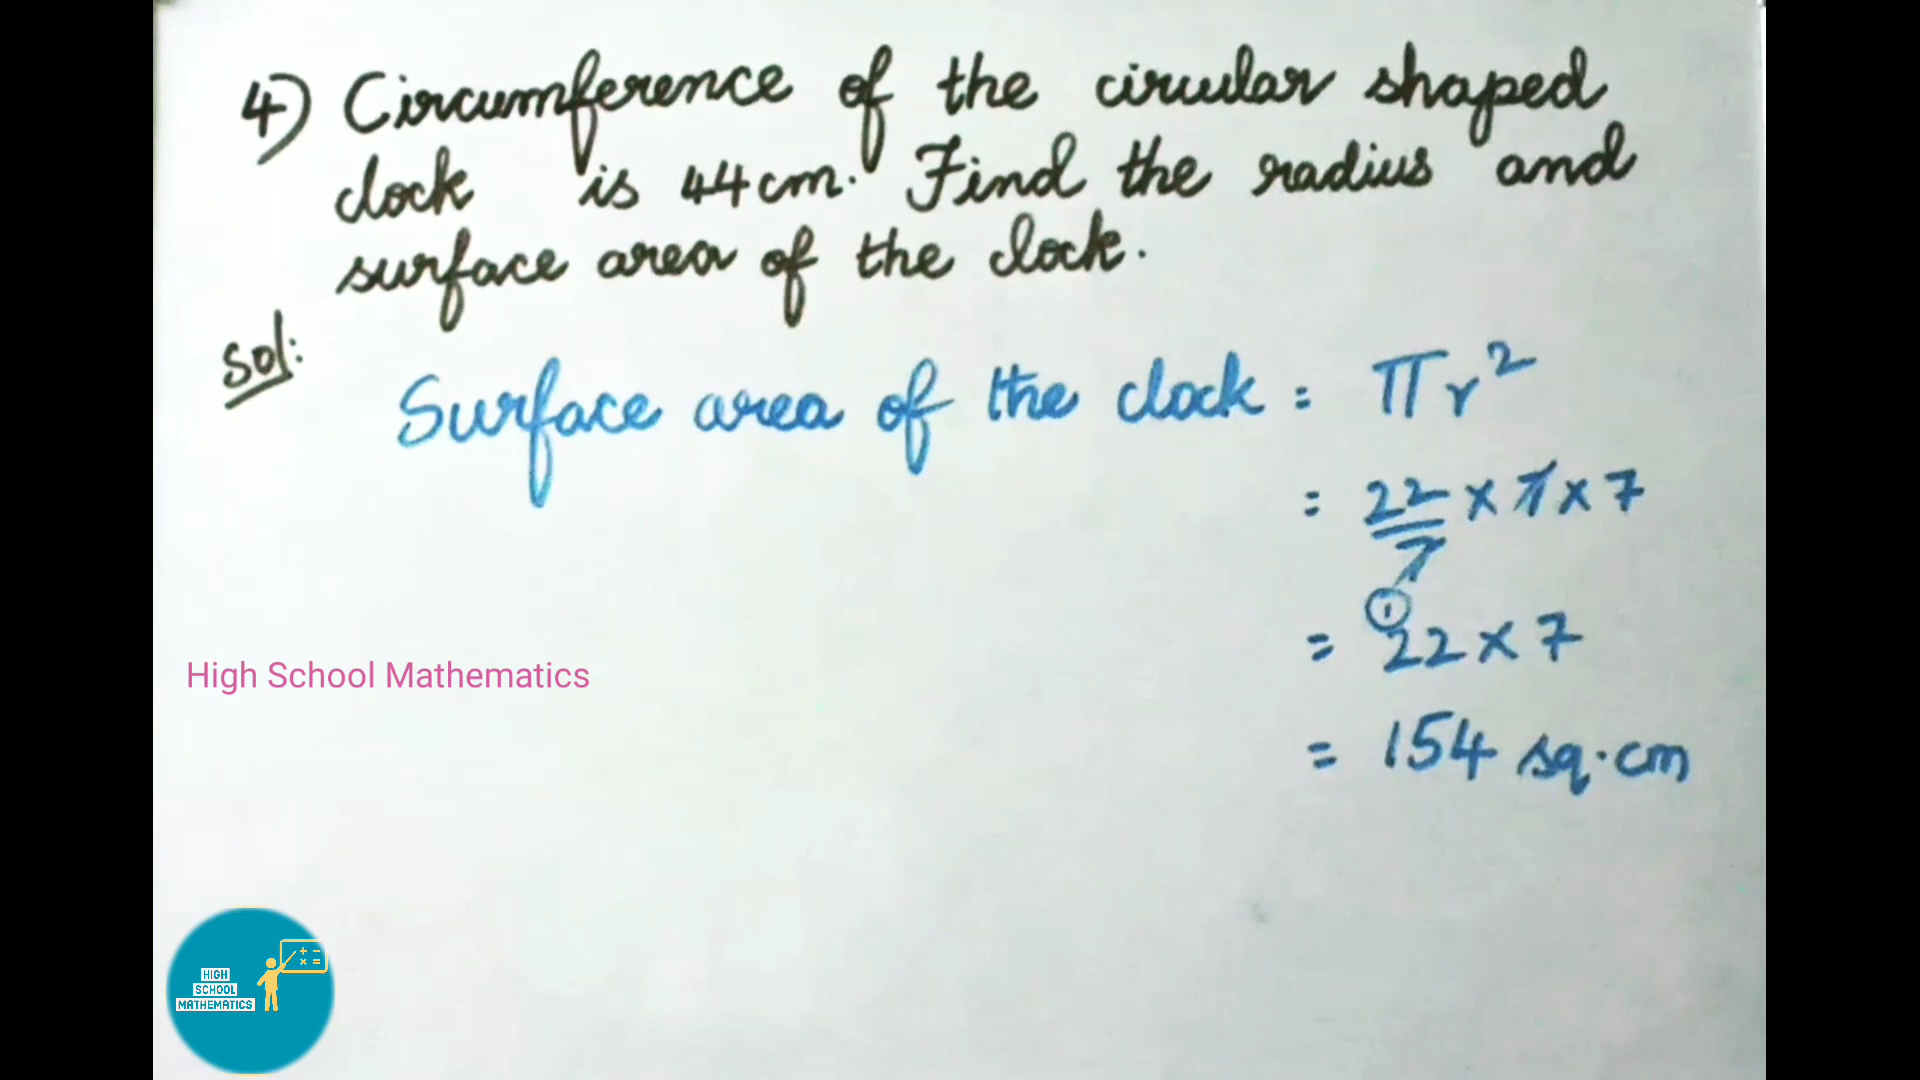 4) Circumference of the circular shaped
clock is 44cm. Find the radius and
surface area of the clock.
Sol:
Surface area of the clock = πr²
= 22/7 × 7 × 7
①
= 22 × 7
= 154 sq.cm
High School Mathematics
HIGH
SCHOOL
MATHEMATICS
+ -
× =